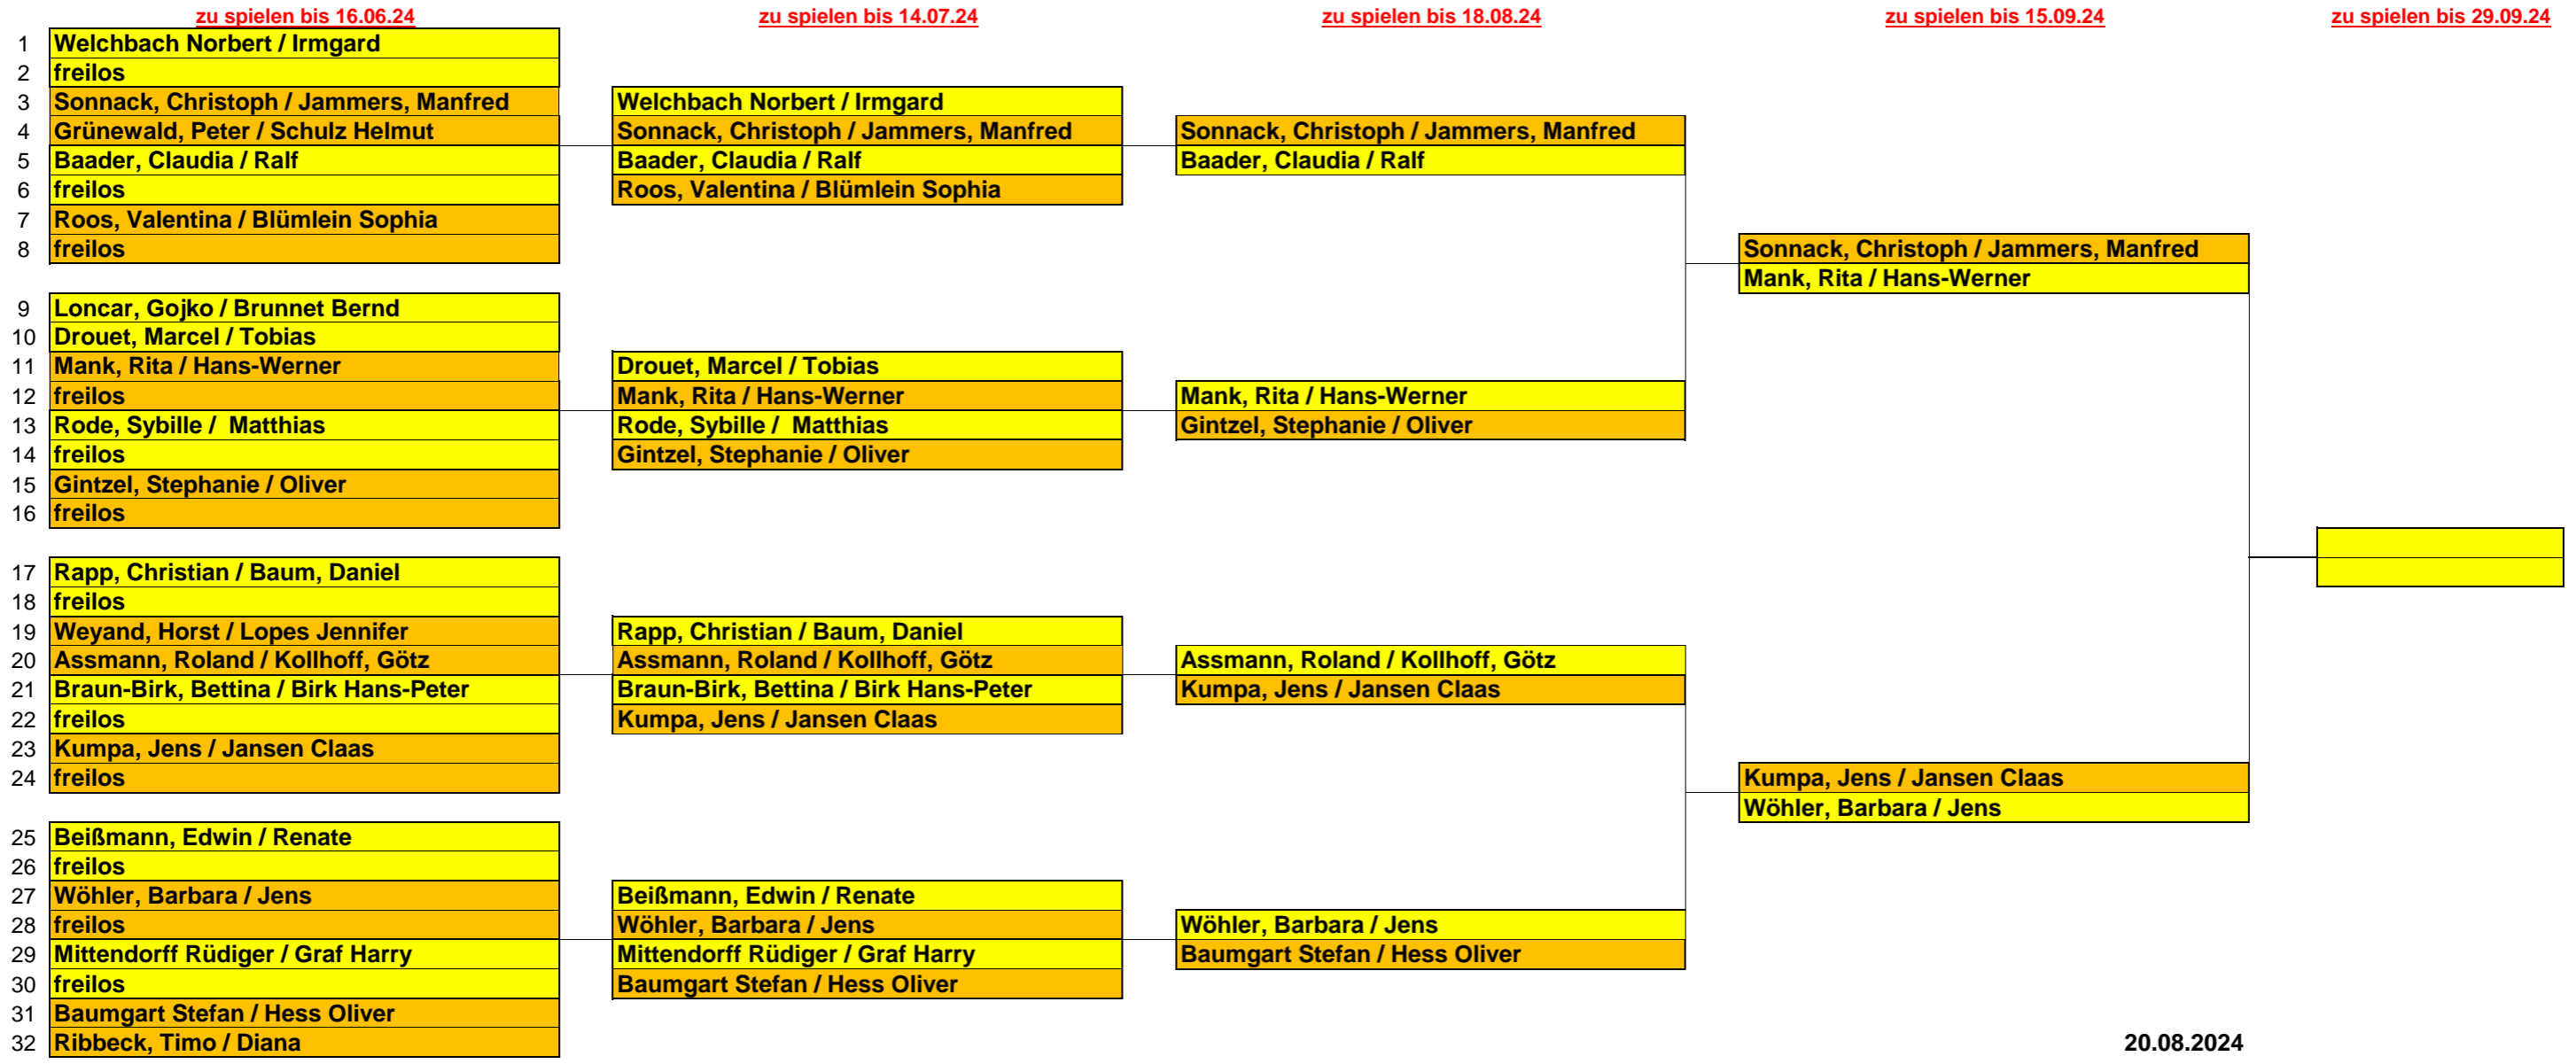 zu spielen bis 16.06.24
zu spielen bis 14.07.24
zu spielen bis 18.08.24
zu spielen bis 15.09.24
zu spielen bis 29.09.24
1 Welchbach Norbert / Irmgard
2 freilos
3 Sonnack, Christoph / Jammers, Manfred
4 Grünewald, Peter / Schulz Helmut
5 Baader, Claudia / Ralf
6 freilos
7 Roos, Valentina / Blümlein Sophia
8 freilos
9 Loncar, Gojko / Brunnet Bernd
10 Drouet, Marcel / Tobias
11 Mank, Rita / Hans-Werner
12 freilos
13 Rode, Sybille /  Matthias
14 freilos
15 Gintzel, Stephanie / Oliver
16 freilos
17 Rapp, Christian / Baum, Daniel
18 freilos
19 Weyand, Horst / Lopes Jennifer
20 Assmann, Roland / Kollhoff, Götz
21 Braun-Birk, Bettina / Birk Hans-Peter
22 freilos
23 Kumpa, Jens / Jansen Claas
24 freilos
25 Beißmann, Edwin / Renate
26 freilos
27 Wöhler, Barbara / Jens
28 freilos
29 Mittendorff Rüdiger / Graf Harry
30 freilos
31 Baumgart Stefan / Hess Oliver
32 Ribbeck, Timo / Diana
Welchbach Norbert / Irmgard
Sonnack, Christoph / Jammers, Manfred
Baader, Claudia / Ralf
Roos, Valentina / Blümlein Sophia
Drouet, Marcel / Tobias
Mank, Rita / Hans-Werner
Rode, Sybille /  Matthias
Gintzel, Stephanie / Oliver
Rapp, Christian / Baum, Daniel
Assmann, Roland / Kollhoff, Götz
Braun-Birk, Bettina / Birk Hans-Peter
Kumpa, Jens / Jansen Claas
Beißmann, Edwin / Renate
Wöhler, Barbara / Jens
Mittendorff Rüdiger / Graf Harry
Baumgart Stefan / Hess Oliver
Sonnack, Christoph / Jammers, Manfred
Baader, Claudia / Ralf
Mank, Rita / Hans-Werner
Gintzel, Stephanie / Oliver
Assmann, Roland / Kollhoff, Götz
Kumpa, Jens / Jansen Claas
Wöhler, Barbara / Jens
Baumgart Stefan / Hess Oliver
Sonnack, Christoph / Jammers, Manfred
Mank, Rita / Hans-Werner
Kumpa, Jens / Jansen Claas
Wöhler, Barbara / Jens
20.08.2024